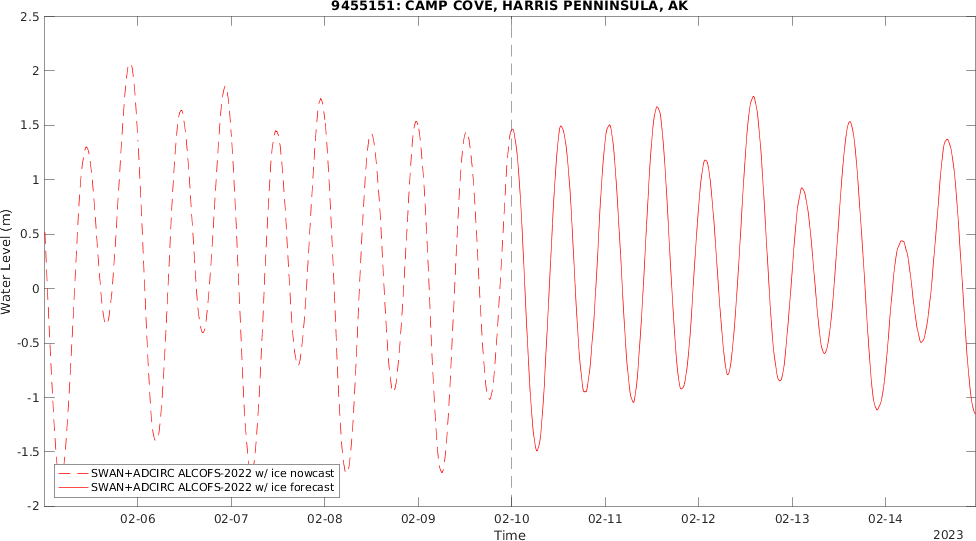 9455151: CAMP COVE, HARRIS PENNINSULA, AK
2.5
2
1.5
1
0.5
0
-0.5
-1
-1.5
-2
Water Level (m)
SWAN+ADCIRC ALCOFS-2022 w/ ice nowcast
SWAN+ADCIRC ALCOFS-2022 w/ ice forecast
02-06 02-07 02-08 02-09 02-10 02-11 02-12 02-13 02-14
Time
2023